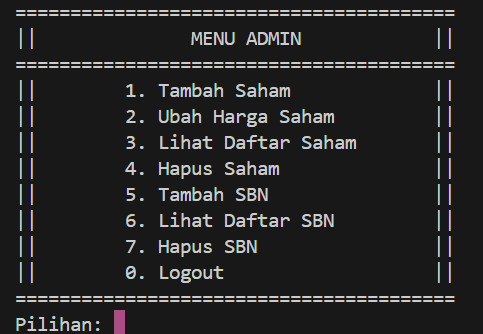 ========================================
||              MENU ADMIN            ||
========================================
||        1. Tambah Saham             ||
||        2. Ubah Harga Saham         ||
||        3. Lihat Daftar Saham       ||
||        4. Hapus Saham              ||
||        5. Tambah SBN               ||
||        6. Lihat Daftar SBN         ||
||        7. Hapus SBN                ||
||        0. Logout                   ||
========================================
Pilihan: